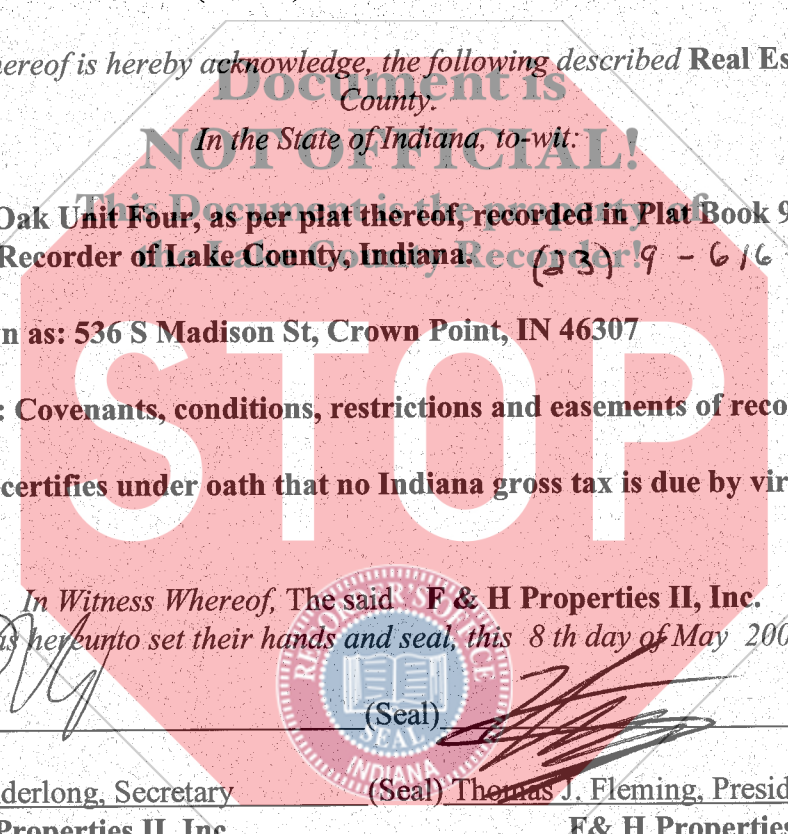 hereof is hereby acknowledge, the following described Real Es
County.
In the State of Indiana, to-wit:
Document is
NOT OFFICIAL!
This Document is the property of
the Lake County Recorder!
Oak Unit Four, as per plat thereof, recorded in Plat Book 9
Recorder of Lake County, Indiana. (23) 9 - 616
n as: 536 S Madison St, Crown Point, IN 46307
STOP
: Covenants, conditions, restrictions and easements of reco
certifies under oath that no Indiana gross tax is due by vir
In Witness Whereof, The said F & H Properties II, Inc.
as hereunto set their hands and seal, this 8 th day of May 200
RECORDER'S OFFICE
SEAL
INDIANA
(Seal)
derlong, Secretary (Seal) Thomas J. Fleming, Presid
Properties II, Inc F& H Properties